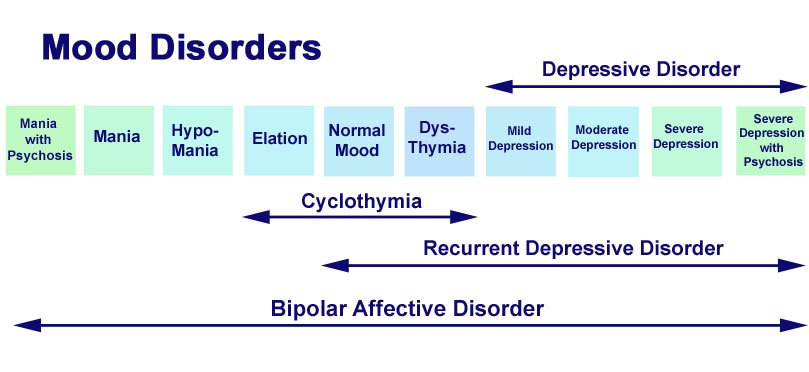 Mood Disorders
Depressive Disorder
Mania
with
Psychosis
Mania
Hypo-
Mania
Elation
Normal
Mood
Dys-
Thymia
Mild
Depression
Moderate
Depression
Severe
Depression
Severe
Depression
with
Psychosis
Cyclothymia
Recurrent Depressive Disorder
Bipolar Affective Disorder